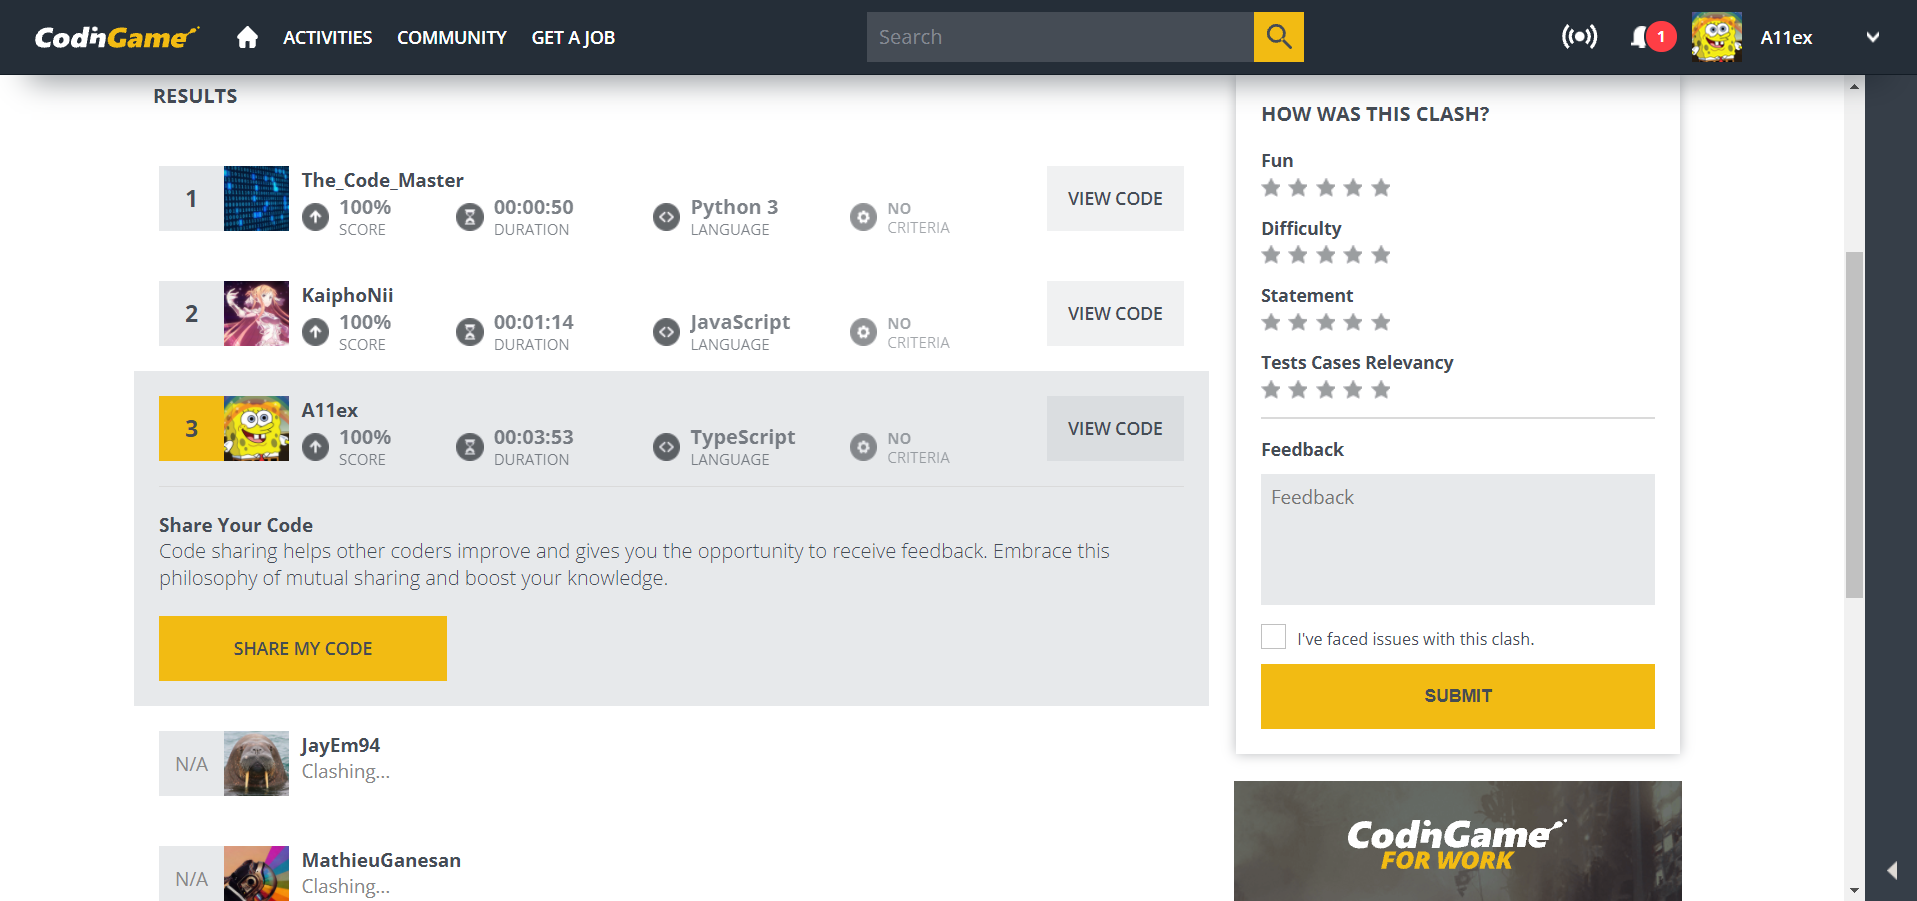 CodinGame
ACTIVITIES
COMMUNITY
GET A JOB
Search
1
A11ex
RESULTS
1
The_Code_Master
100%
SCORE
00:00:50
DURATION
Python 3
LANGUAGE
NO
CRITERIA
VIEW CODE
2
KaiphoNii
100%
SCORE
00:01:14
DURATION
JavaScript
LANGUAGE
NO
CRITERIA
VIEW CODE
3
A11ex
100%
SCORE
00:03:53
DURATION
TypeScript
LANGUAGE
NO
CRITERIA
VIEW CODE
Share Your Code
Code sharing helps other coders improve and gives you the opportunity to receive feedback. Embrace this
philosophy of mutual sharing and boost your knowledge.
SHARE MY CODE
N/A
JayEm94
Clashing...
N/A
MathieuGanesan
Clashing...
HOW WAS THIS CLASH?
Fun
Difficulty
Statement
Tests Cases Relevancy
Feedback
Feedback
I've faced issues with this clash.
SUBMIT
CodinGame
FOR WORK